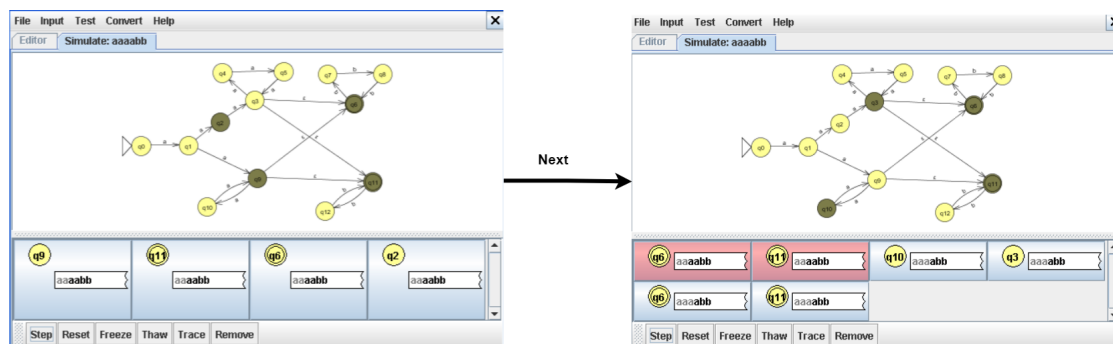 File Input Test Convert Help
Editor Simulate: aaaabb
q4 a q5
q7 b q8
a a
b b
q3 c q6
a
q2
a
q0 a q1
a
q9 c q11
a a
q10
b b
q12
q9 q11 q6 q2
aaaabb aaaabb aaaabb aaaabb
Step Reset Freeze Thaw Trace Remove
Next
File Input Test Convert Help
Editor Simulate: aaaabb
q4 a q5
q7 b q8
a a
b b
q3 c q6
a
q2
a
q0 a q1
a
q9 c q11
a a
q10
b b
q12
q6 aaaabb q11 aaaabb q10 aaaabb q3 aaaabb
q6 aaaabb q11 aaaabb
Step Reset Freeze Thaw Trace Remove